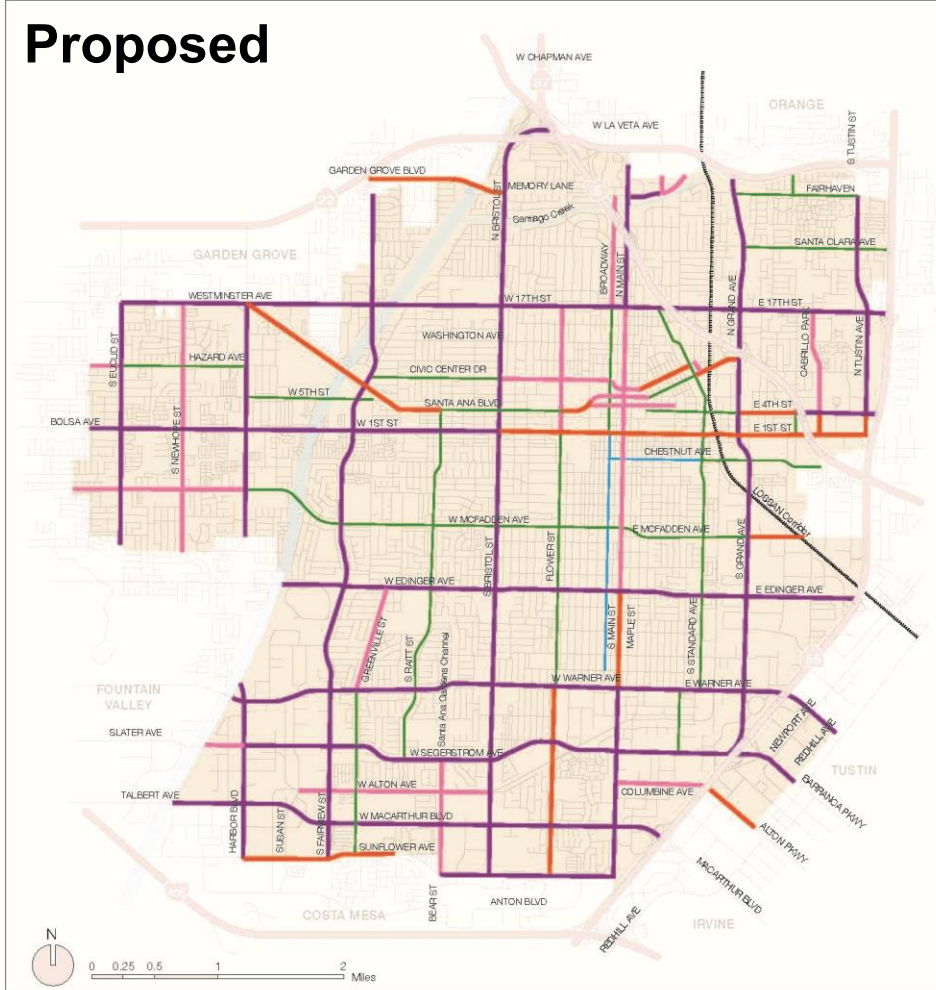 Proposed
W CHAPMAN AVE
57
ORANGE
W LA VETA AVE
S TUSTIN ST
GARDEN GROVE BLVD
MEMORY LANE
FAIRHAVEN
22
5
N BRISTOL ST
Santiago Creek
SANTA CLARA AVE
GARDEN GROVE
BROADWAY
N MAIN ST
N GRAND AVE
WESTMINSTER AVE
W 17TH ST
E 17TH ST
S EUCLID ST
WASHINGTON AVE
CABRILLO PARK
N TUSTIN AVE
HAZARD AVE
CIVIC CENTER DR
W 5TH ST
SANTA ANA BLVD
E 4TH ST
BOLSA AVE
W 1ST ST
E 1ST ST
S NEWHOPE ST
CHESTNUT AVE
LOSSAN Corridor
W MCFADDEN AVE
E MCFADDEN AVE
S BRISTOL ST
FLOWER ST
S GRAND AVE
W EDINGER AVE
E EDINGER AVE
GREENVILLE ST
S RAITT ST
Santa Ana Gardens Channel
S MAIN ST
MAPLE ST
S STANDARD AVE
55
W WARNER AVE
E WARNER AVE
FOUNTAIN
VALLEY
NEWPORT AVE
REDHILL AVE
SLATER AVE
W SEGERSTROM AVE
TUSTIN
TALBERT AVE
W ALTON AVE
COLUMBINE AVE
BARRANCA PKWY
HARBOR BLVD
SUSAN ST
S FAIRVIEW ST
W MACARTHUR BLVD
ALTON PKWY
SUNFLOWER AVE
MACARTHUR BLVD
405
BEAR ST
ANTON BLVD
COSTA MESA
REDHILL AVE
IRVINE
N
0 0.25 0.5 1 2
Miles